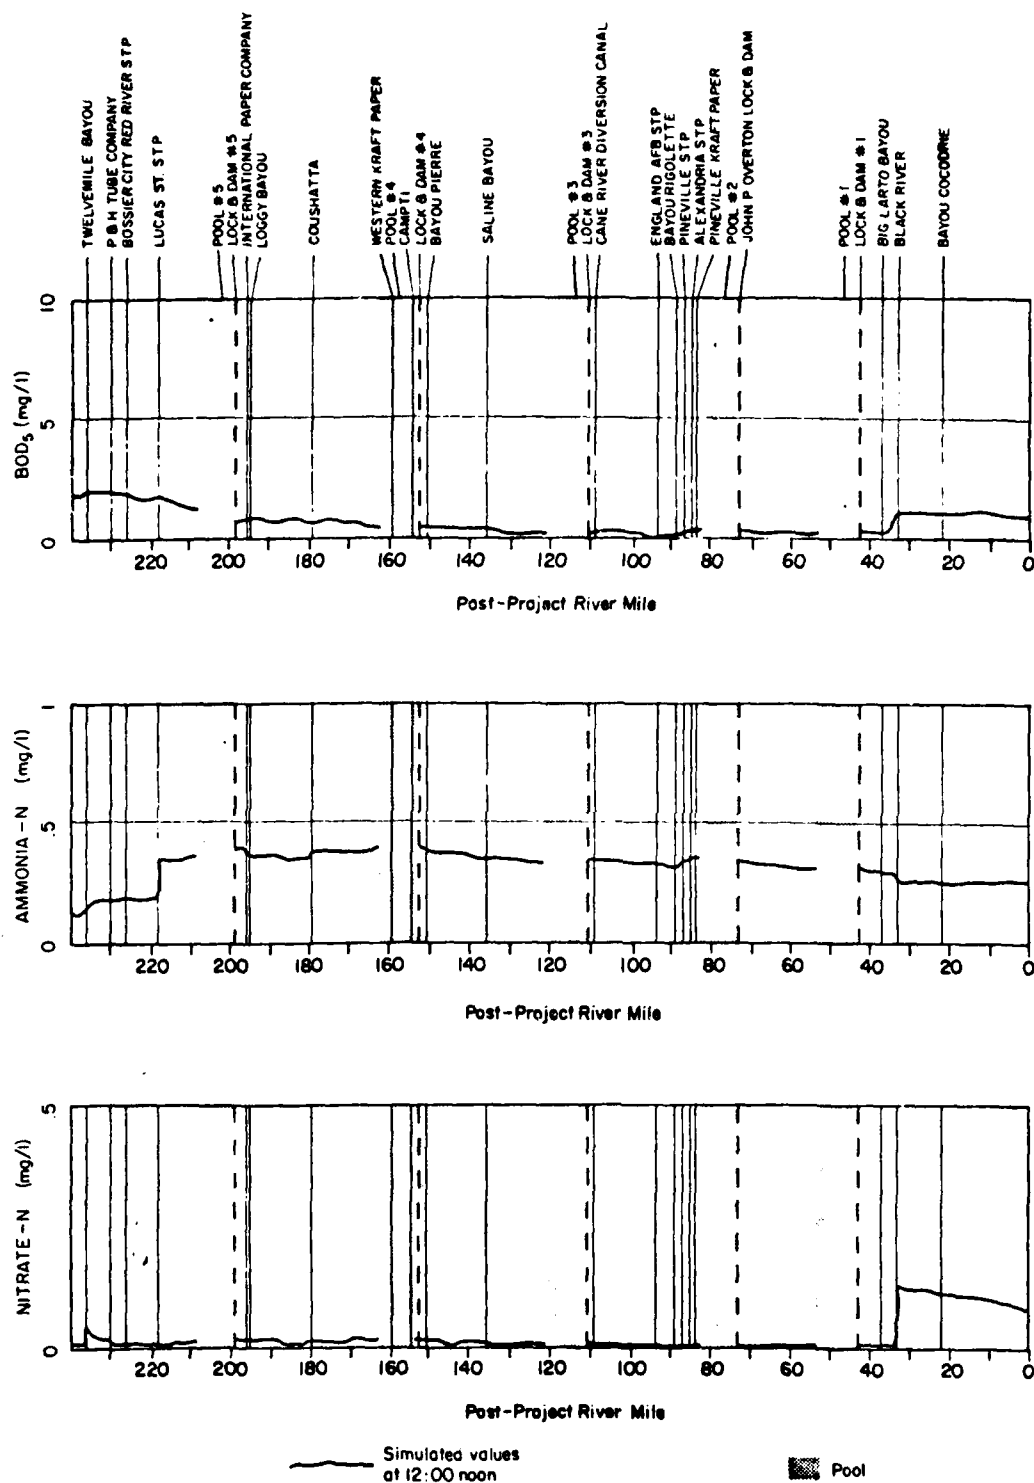 TWELVEMILE BAYOU
P & H TUBE COMPANY
BOSSIER CITY RED RIVER STP
LUCAS ST. STP
POOL #5
LOCK & DAM #5
INTERNATIONAL PAPER COMPANY
LOGGY BAYOU
COUSHATTA
WESTERN KRAFT PAPER
POOL #4
CAMPTI
LOCK & DAM #4
BAYOU PIERRE
SALINE BAYOU
POOL #3
LOCK & DAM #3
CANE RIVER DIVERSION CANAL
ENGLAND AFB STP
BAYOU RIGOLETTE
PINEVILLE STP
ALEXANDRIA STP
PINEVILLE KRAFT PAPER
POOL #2
JOHN P OVERTON LOCK & DAM
POOL #1
LOCK & DAM #1
BIG LARTO BAYOU
BLACK RIVER
BAYOU COCODRIE
BOD5 (mg/l)
10
5
0
220 200 180 160 140 120 100 80 60 40 20 0
Post-Project River Mile
AMMONIA-N (mg/l)
1
.5
0
220 200 180 160 140 120 100 80 60 40 20 0
Post-Project River Mile
NITRATE-N (mg/l)
.5
0
220 200 180 160 140 120 100 80 60 40 20 0
Post-Project River Mile
Simulated values
at 12:00 noon
Pool